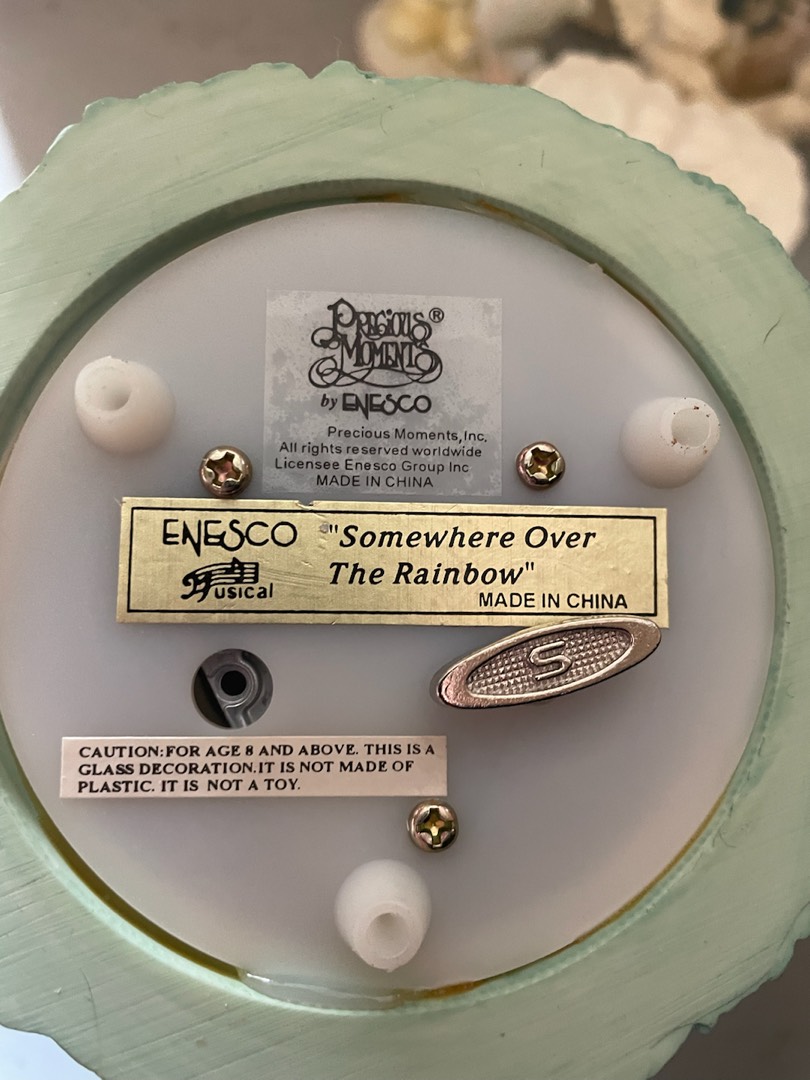 PRECIOUS®
MOMENTS
by ENESCO
Precious Moments, Inc.
All rights reserved worldwide
Licensee Enesco Group Inc
MADE IN CHINA
ENESCO "Somewhere Over
Musical The Rainbow"
MADE IN CHINA
S
CAUTION:FOR AGE 8 AND ABOVE. THIS IS A
GLASS DECORATION.IT IS NOT MADE OF
PLASTIC. IT IS NOT A TOY.